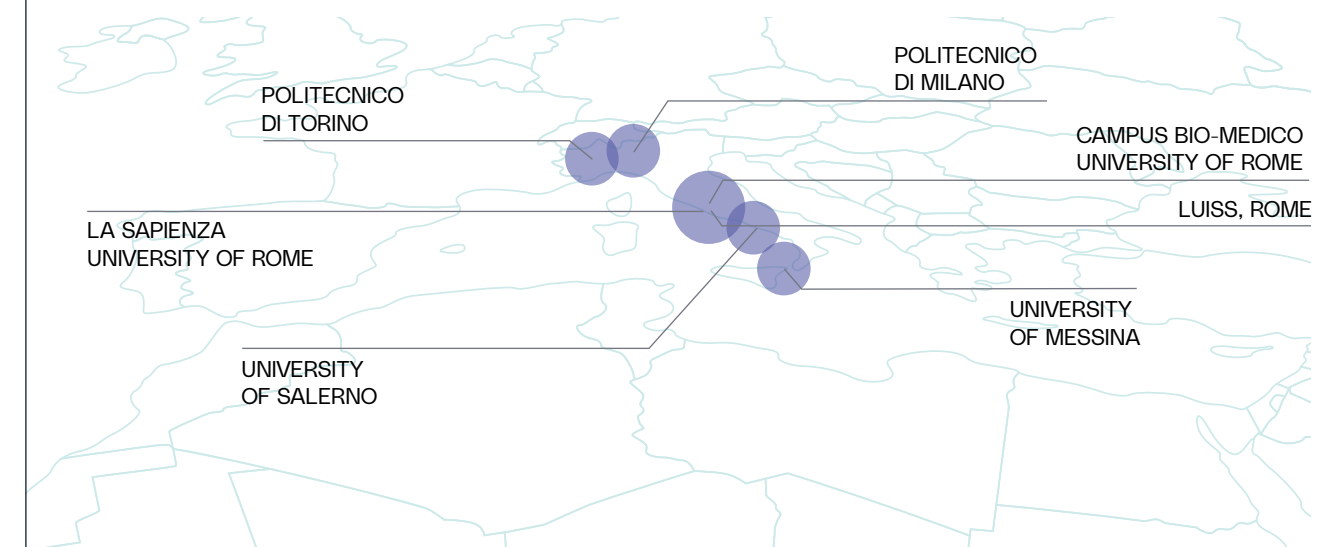 POLITECNICO
DI MILANO
POLITECNICO
DI TORINO
CAMPUS BIO-MEDICO
UNIVERSITY OF ROME
LUISS, ROME
LA SAPIENZA
UNIVERSITY OF ROME
UNIVERSITY
OF MESSINA
UNIVERSITY
OF SALERNO